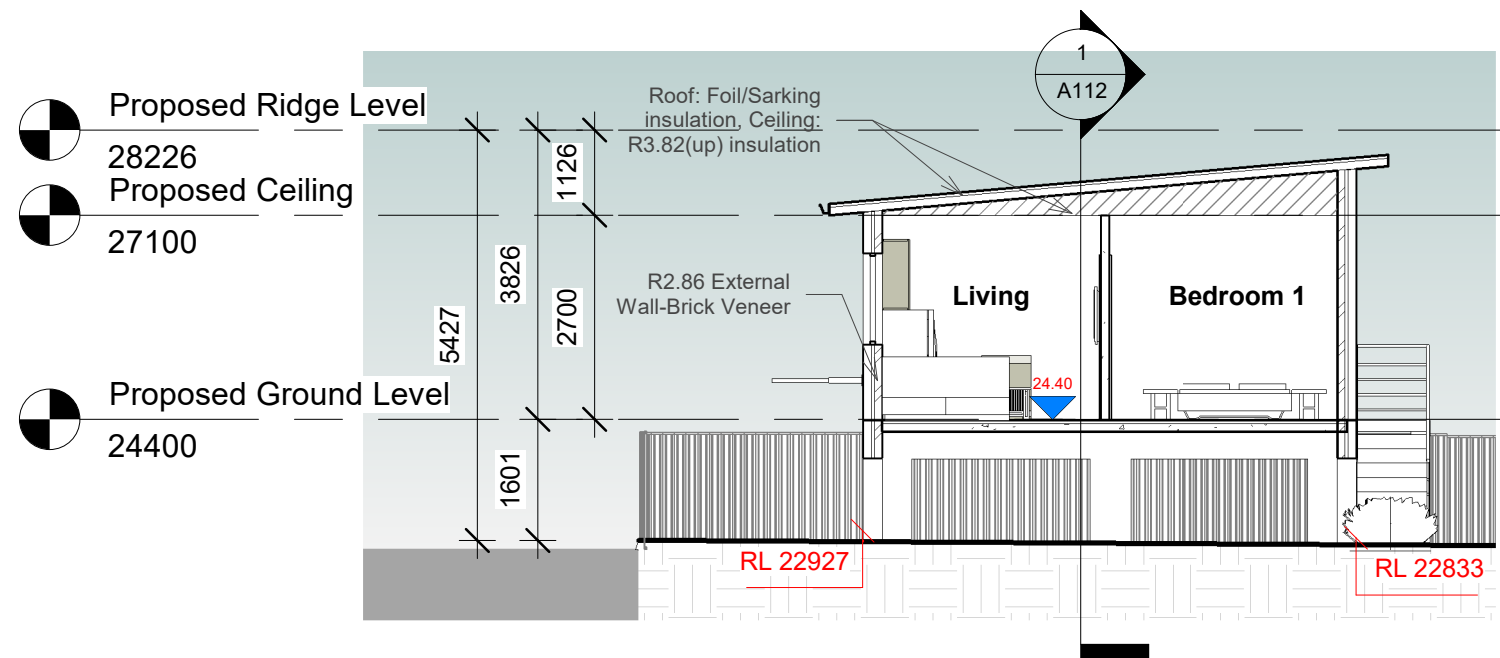 1
A112
Proposed Ridge Level
28226
Roof: Foil/Sarking
insulation, Ceiling:
R3.82(up) insulation
1126
Proposed Ceiling
27100
3826
2700
5427
R2.86 External
Wall-Brick Veneer
Living
Bedroom 1
Proposed Ground Level
24400
24.40
1601
RL 22927
RL 22833